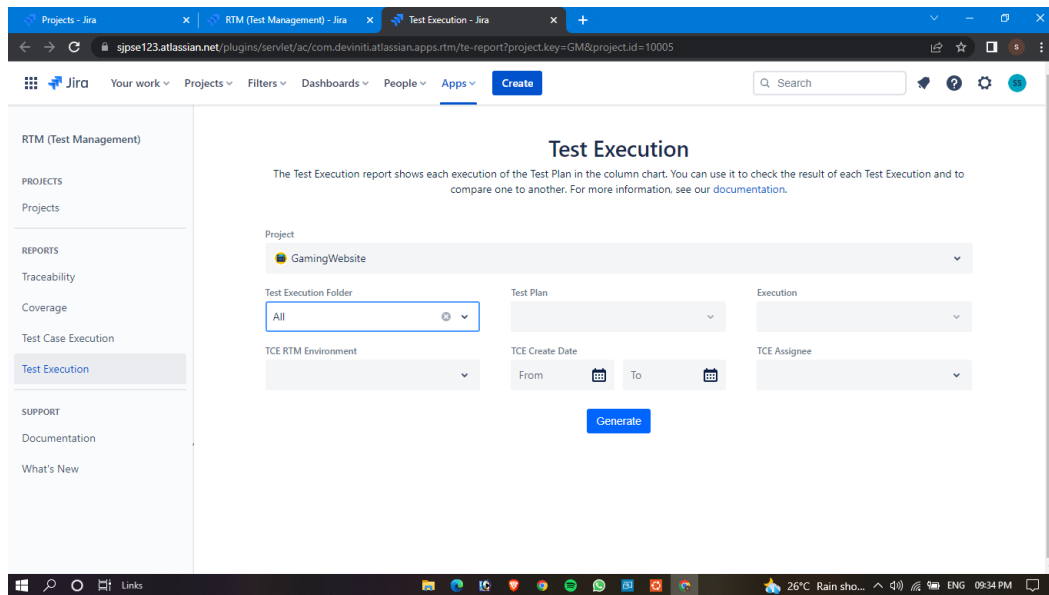 Projects - Jira
RTM (Test Management) - Jira
Test Execution - Jira
sjpse123.atlassian.net/plugins/servlet/ac/com.deviniti.atlassian.apps.rtm/te-report?project.key=GM&project.id=10005
S
Jira
Your work
Projects
Filters
Dashboards
People
Apps
Create
Search
SS
RTM (Test Management)
PROJECTS
Projects
REPORTS
Traceability
Coverage
Test Case Execution
Test Execution
SUPPORT
Documentation
What's New
Test Execution
The Test Execution report shows each execution of the Test Plan in the column chart. You can use it to check the result of each Test Execution and to
compare one to another. For more information, see our documentation.
Project
GamingWebsite
Test Execution Folder
Test Plan
Execution
All
TCE RTM Environment
TCE Create Date
TCE Assignee
From
To
Generate
Links
26°C Rain sho...
ENG
09:34 PM